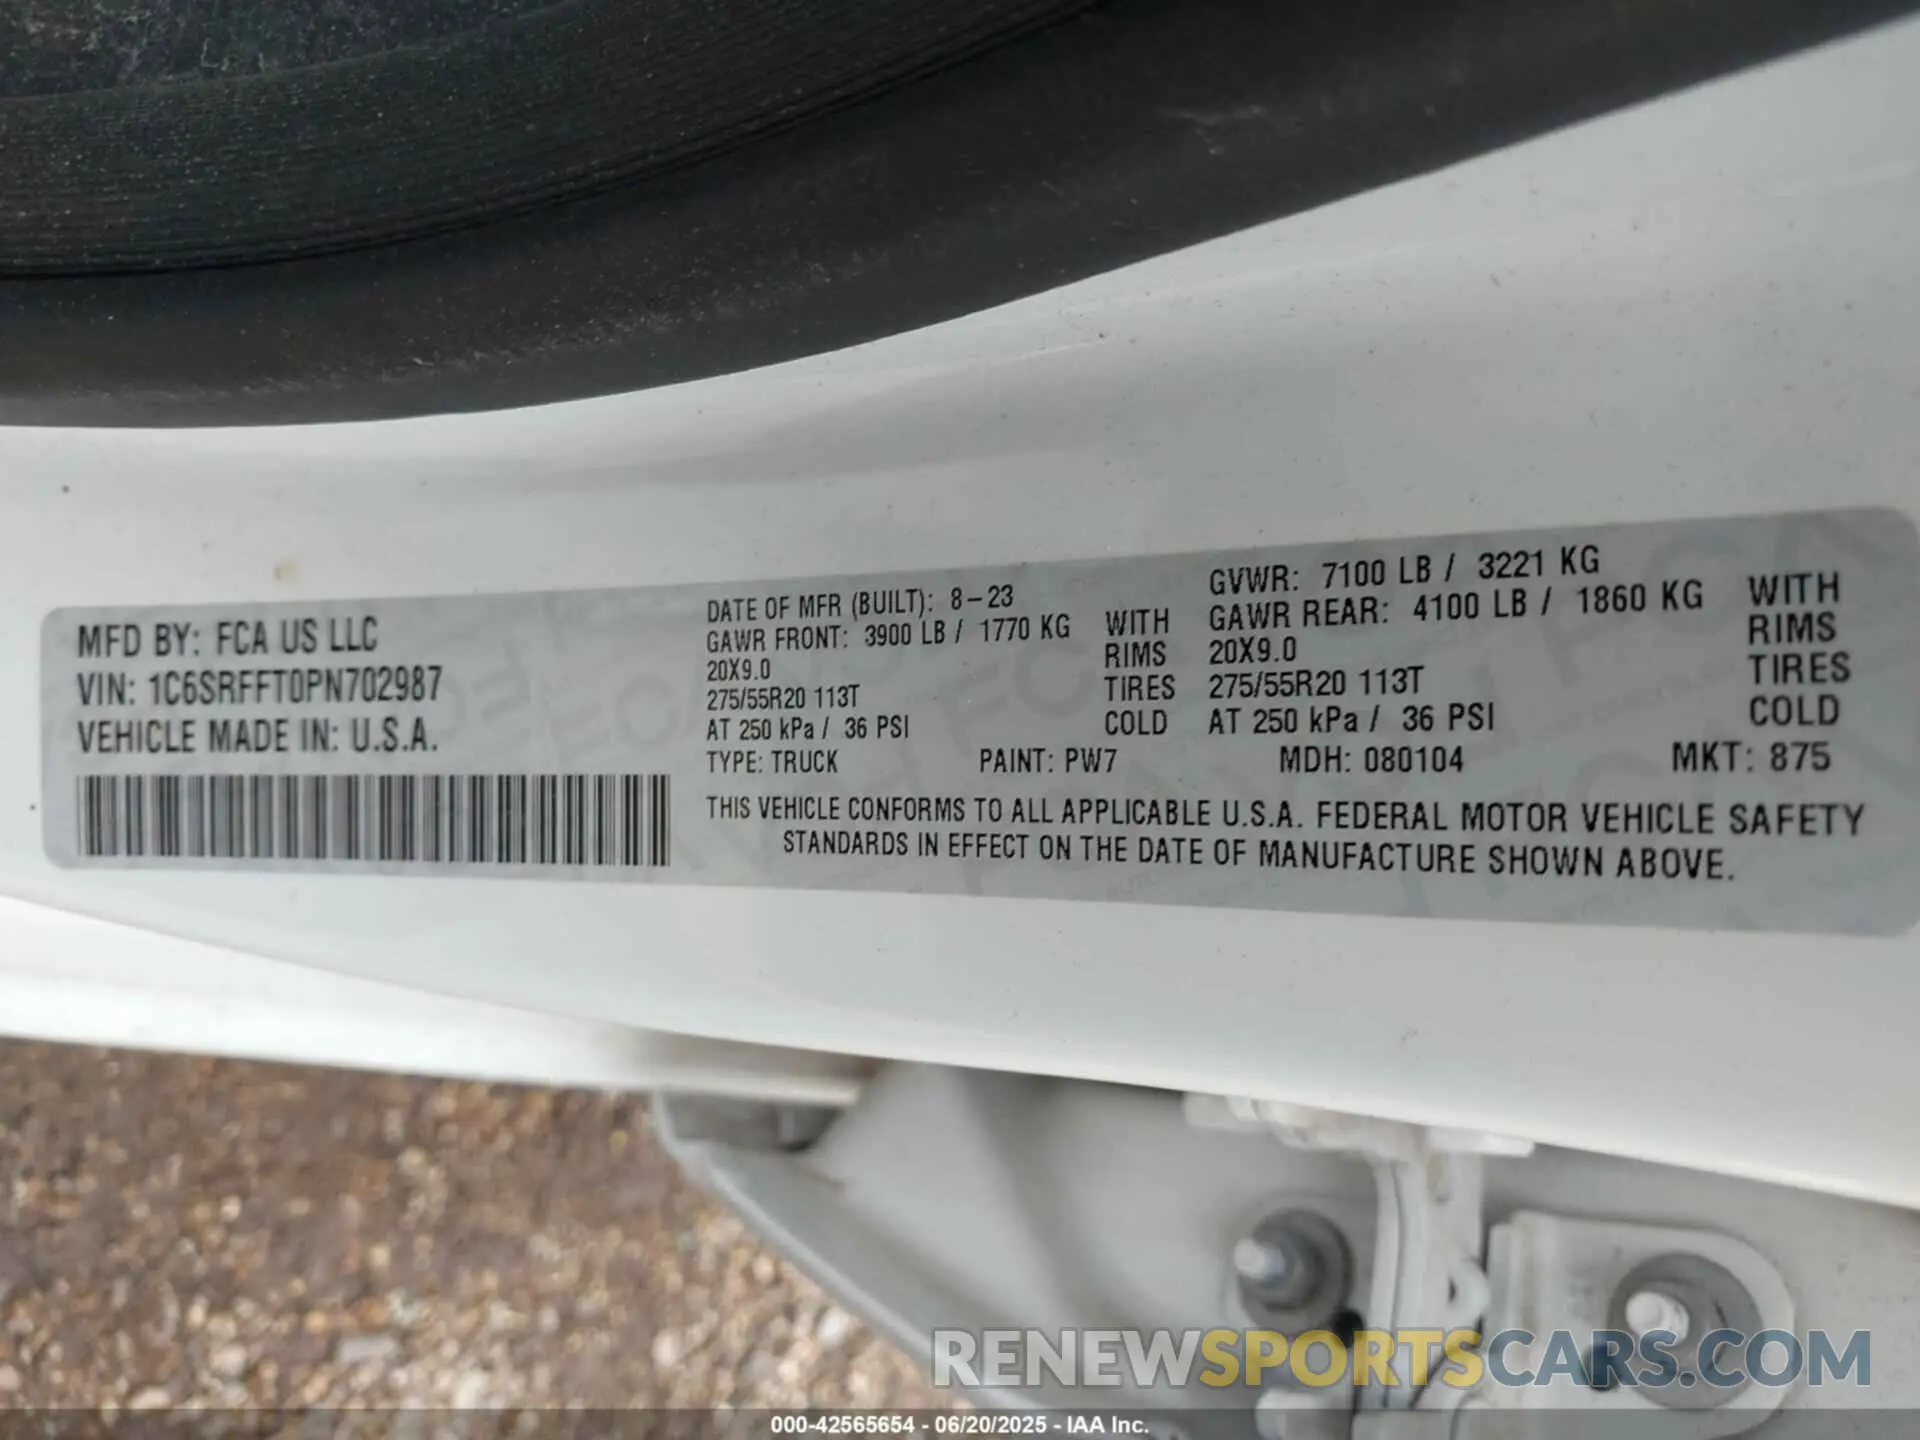 MFD BY: FCA US LLC
VIN: 1C6SRFFT0PN702987
VEHICLE MADE IN: U.S.A.
DATE OF MFR (BUILT): 8-23
GAWR FRONT: 3900 LB / 1770 KG WITH
20X9.0 RIMS
275/55R20 113T TIRES
AT 250 kPa / 36 PSI COLD
GVWR: 7100 LB / 3221 KG
GAWR REAR: 4100 LB / 1860 KG WITH
20X9.0 RIMS
275/55R20 113T TIRES
AT 250 kPa / 36 PSI COLD
TYPE: TRUCK PAINT: PW7 MDH: 080104 MKT: 875
THIS VEHICLE CONFORMS TO ALL APPLICABLE U.S.A. FEDERAL MOTOR VEHICLE SAFETY
STANDARDS IN EFFECT ON THE DATE OF MANUFACTURE SHOWN ABOVE.
RENEWSPORTSCARS.COM
000-42565654 - 06/20/2025 - IAA Inc.